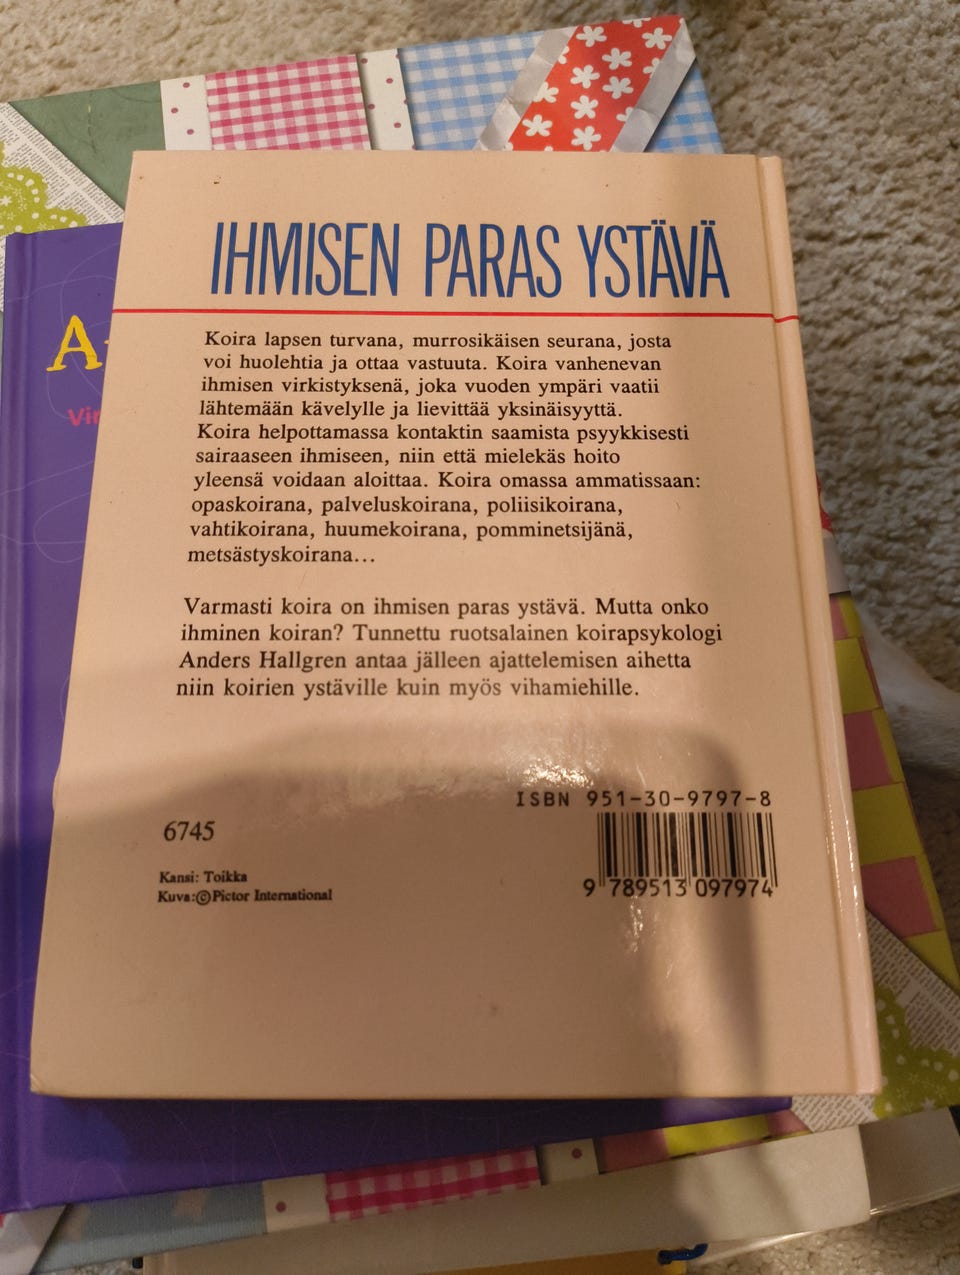 IHMISEN PARAS YSTÄVÄ
Koira lapsen turvana, murrosikäisen seurana, josta
voi huolehtia ja ottaa vastuuta. Koira vanhenevan
ihmisen virkistyksenä, joka vuoden ympäri vaatii
lähtemään kävelylle ja lievittää yksinäisyyttä.
Koira helpottamassa kontaktin saamista psyykkisesti
sairaaseen ihmiseen, niin että mielekäs hoito
yleensä voidaan aloittaa. Koira omassa ammatissaan:
opaskoirana, palveluskoirana, poliisikoirana,
vahtikoirana, huumekoirana, pomminetsijänä,
metsästyskoirana...
Varmasti koira on ihmisen paras ystävä. Mutta onko
ihminen koiran? Tunnettu ruotsalainen koirapsykologi
Anders Hallgren antaa jälleen ajattelemisen aihetta
niin koirien ystäville kuin myös vihamiehille.
ISBN 951-30-9797-8
6745
9 789513 097974
Kansi: Toikka
Kuva:©Pictor International